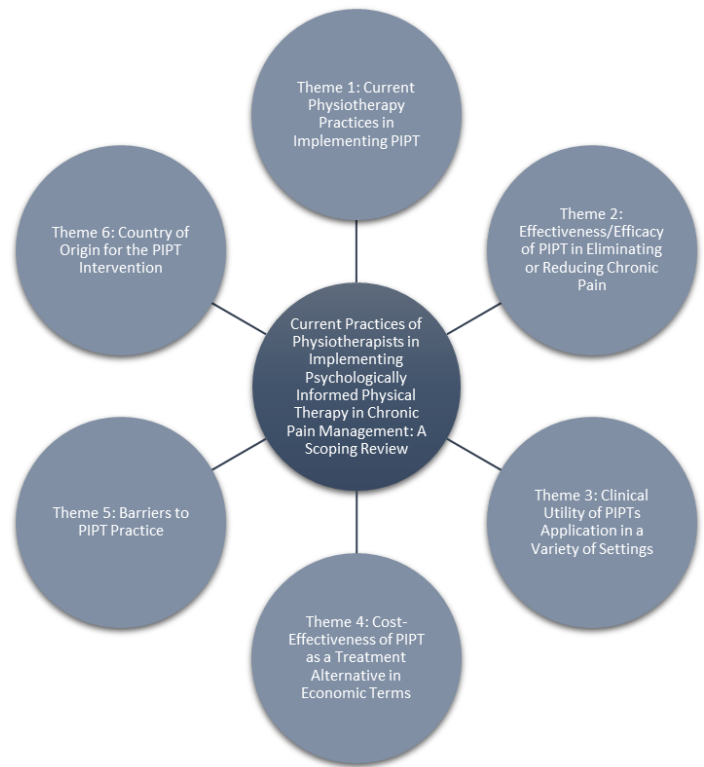 Theme 1: Current
Physiotherapy
Practices in
Implementing PIPT
Theme 2:
Effectiveness/Efficacy
of PIPT in Eliminating
or Reducing Chronic
Pain
Theme 3: Clinical
Utility of PIPTs
Application in a
Variety of Settings
Theme 4: Cost-
Effectiveness of PIPT
as a Treatment
Alternative in
Economic Terms
Theme 5: Barriers to
PIPT Practice
Theme 6: Country of
Origin for the PIPT
Intervention
Current Practices of
Physiotherapists in
Implementing
Psychologically
Informed Physical
Therapy in Chronic
Pain Management: A
Scoping Review